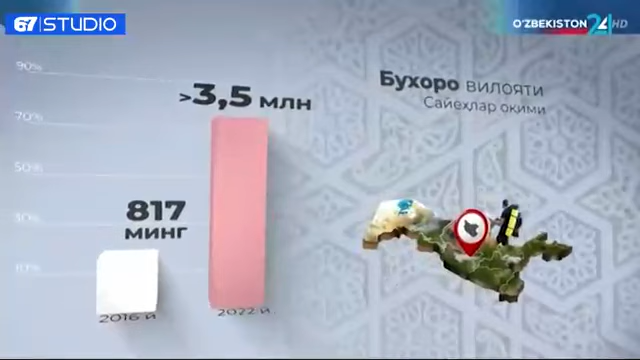 67 STUDIO
O'ZBEKISTON 24 HD
90%
70%
50%
30%
10%
>3,5 млн
817
минг
2016 й
2022 й.
Бухоро вилояти
Сайёҳлар оқими